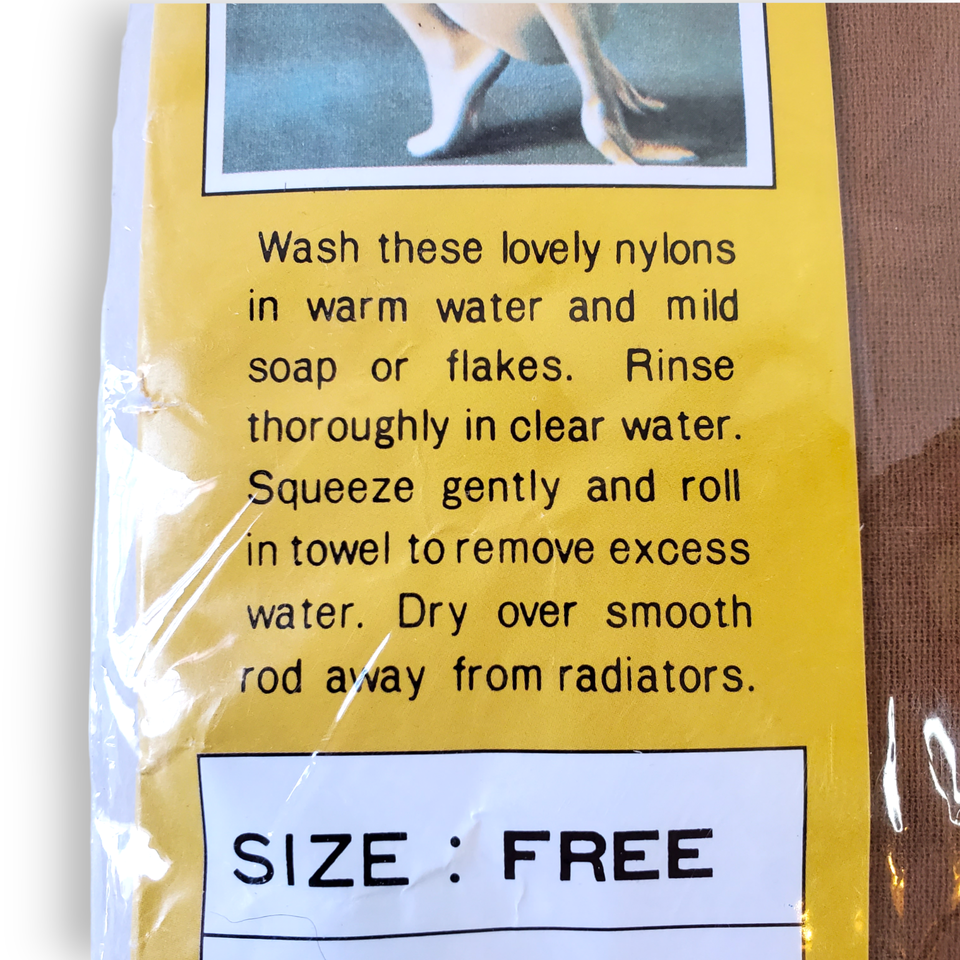 Wash these lovely nylons
in warm water and mild
soap or flakes. Rinse
thoroughly in clear water.
Squeeze gently and roll
in towel to remove excess
water. Dry over smooth
rod away from radiators.
SIZE : FREE